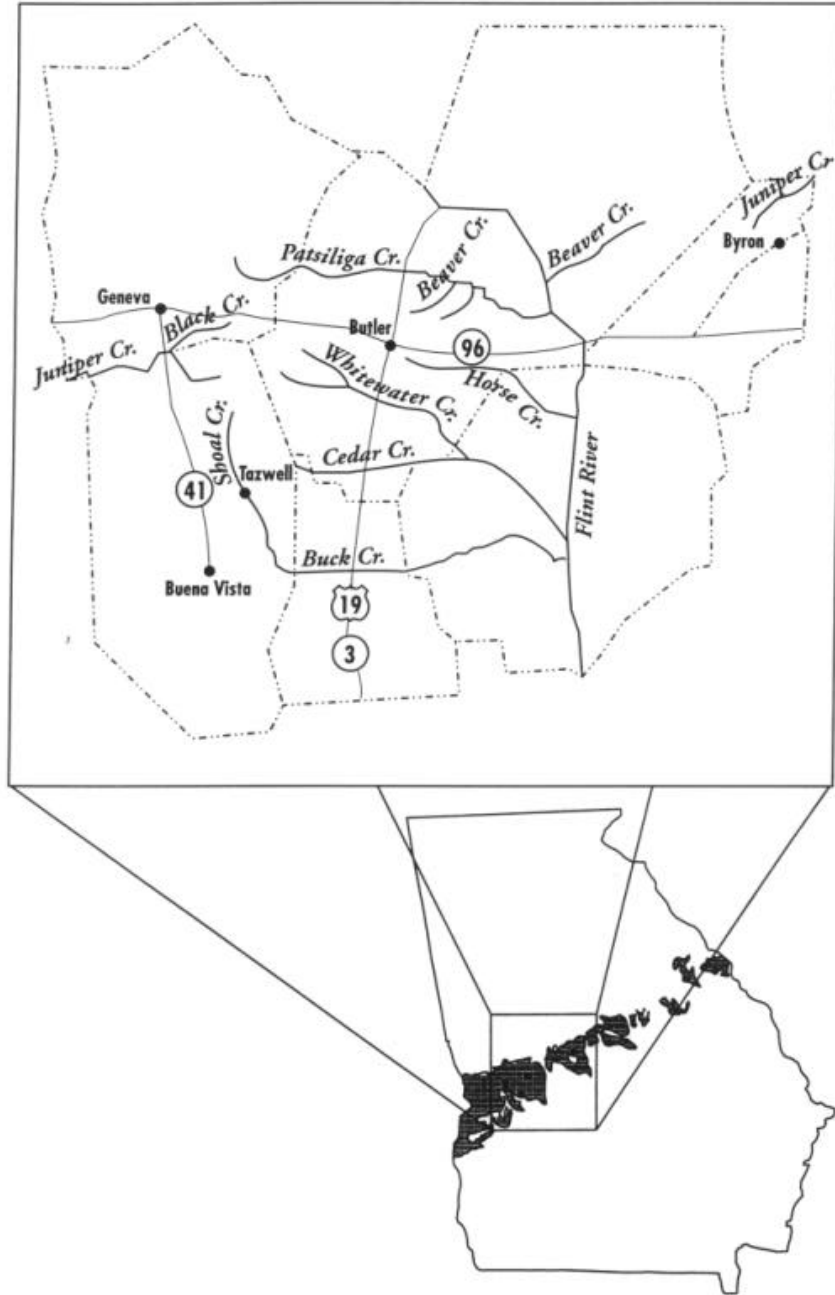 Juniper Cr.
Byron
Beaver Cr.
Beaver Cr.
Patsiliga Cr.
Geneva
Black Cr.
Butler
96
Juniper Cr.
Whitewater Cr.
Horse Cr.
Shoal Cr.
Cedar Cr.
Tazwell
41
Flint River
Buck Cr.
Buena Vista
19
3